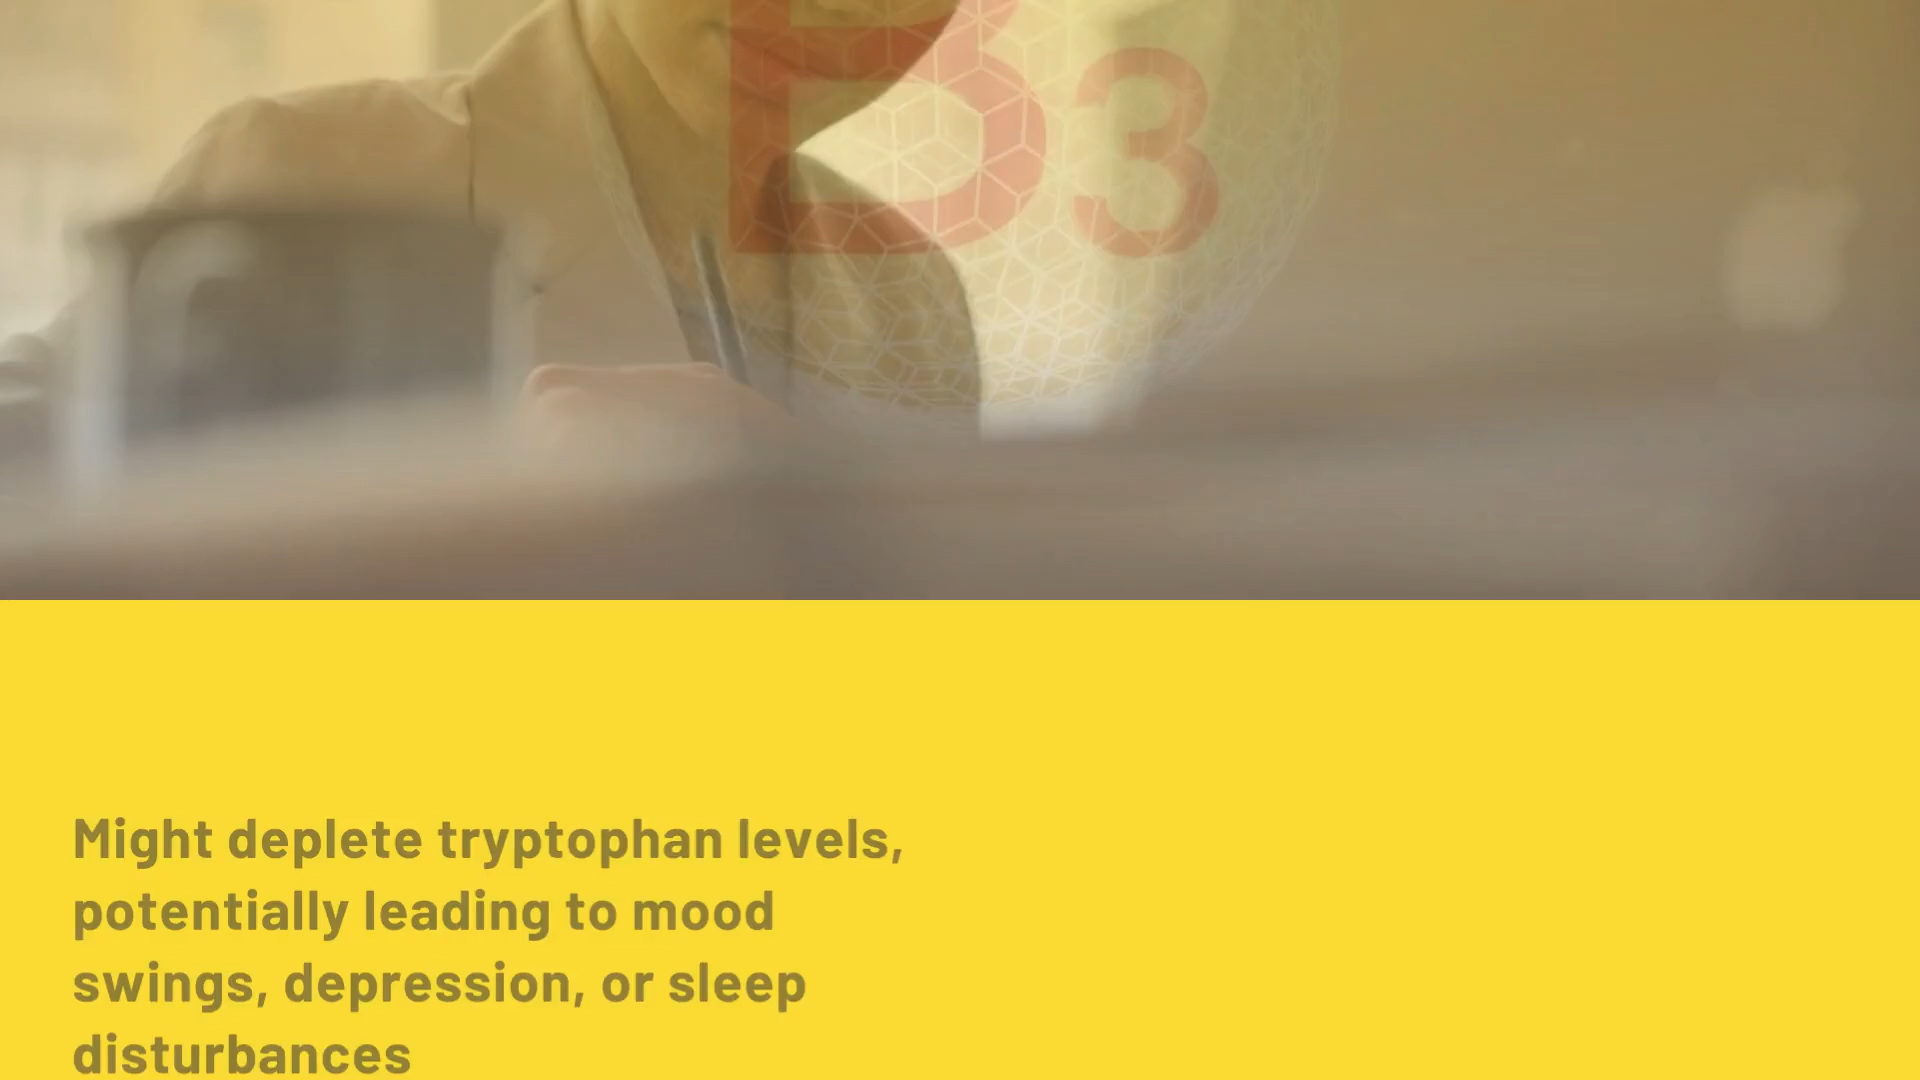 B3
Might deplete tryptophan levels,
potentially leading to mood
swings, depression, or sleep
disturbances